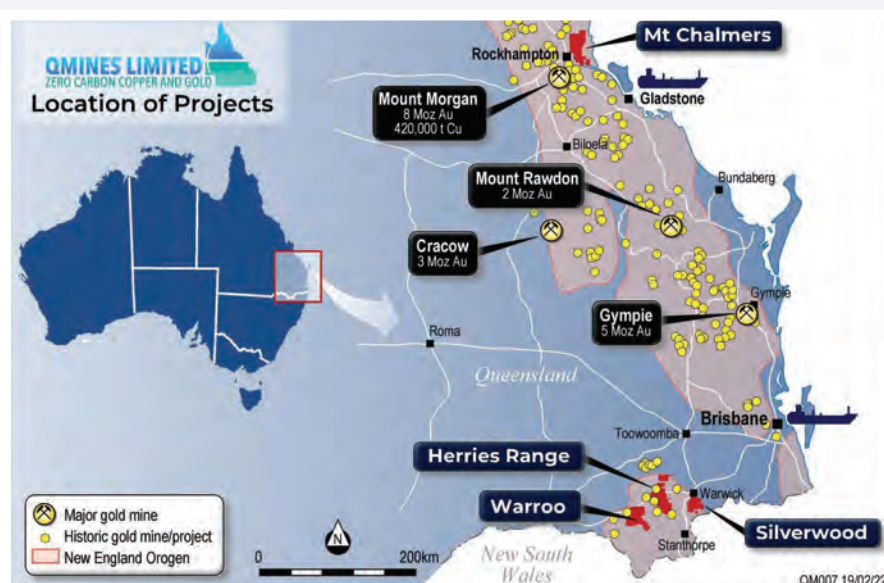 QMINES LIMITED
ZERO CARBON COPPER AND GOLD
Location of Projects
Mt Chalmers
Rockhampton
Mount Morgan
8 Moz Au
420,000 t Cu
Gladstone
Biloela
Mount Rawdon
2 Moz Au
Bundaberg
Cracow
3 Moz Au
Gympie
Gympie
5 Moz Au
Roma
Queensland
Brisbane
Toowoomba
Herries Range
Warroo
Warwick
Silverwood
Stanthorpe
New South
Wales
Major gold mine
Historic gold mine/project
New England Orogen
0
200km